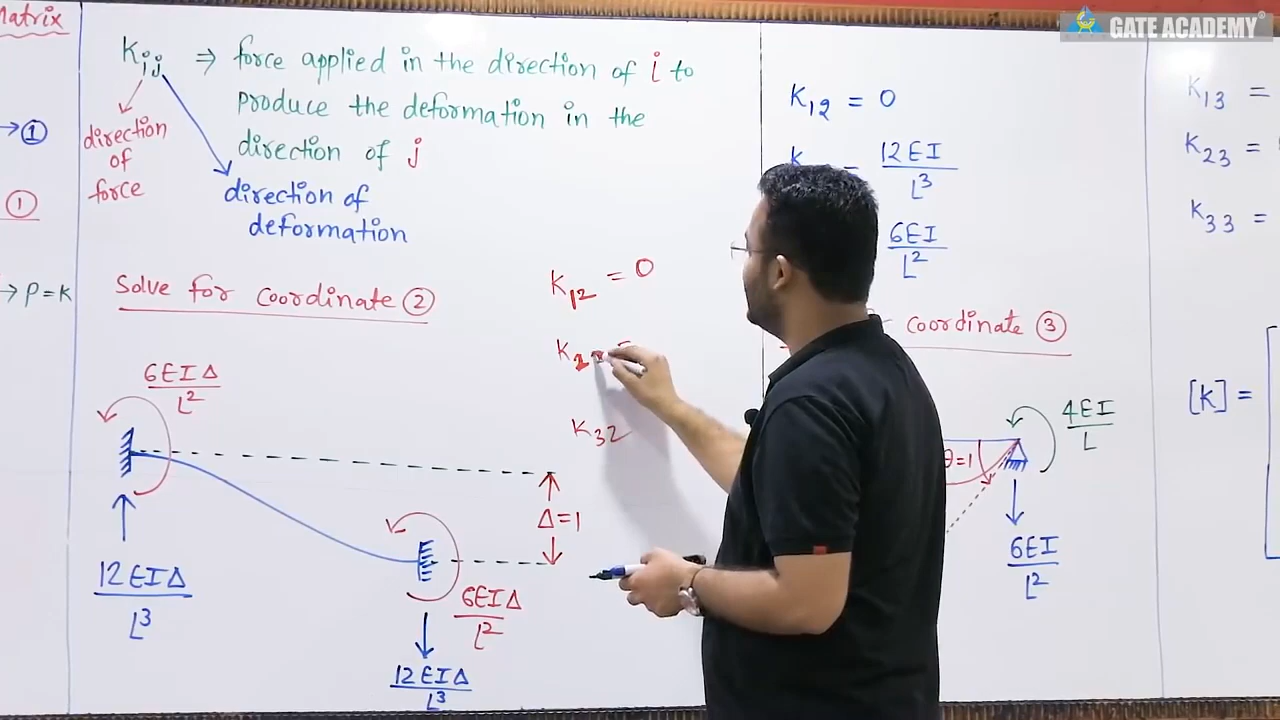 GATE ACADEMY
Matrix
→ ①
①
→ P = K
Kij ⇒ force applied in the direction of i to
produce the deformation in the
direction of j
direction
of
force
direction of
deformation
Solve for coordinate ②
K12 = 0
K32
6EIΔ
L²
12EIΔ
L³
Δ=1
6EIΔ
L²
12EIΔ
L³
K12 = 0
12EI
L³
6EI
L²
coordinate ③
θ=1
4EI
L
6EI
L²
K13 =
K23 =
K33 =
[K] =